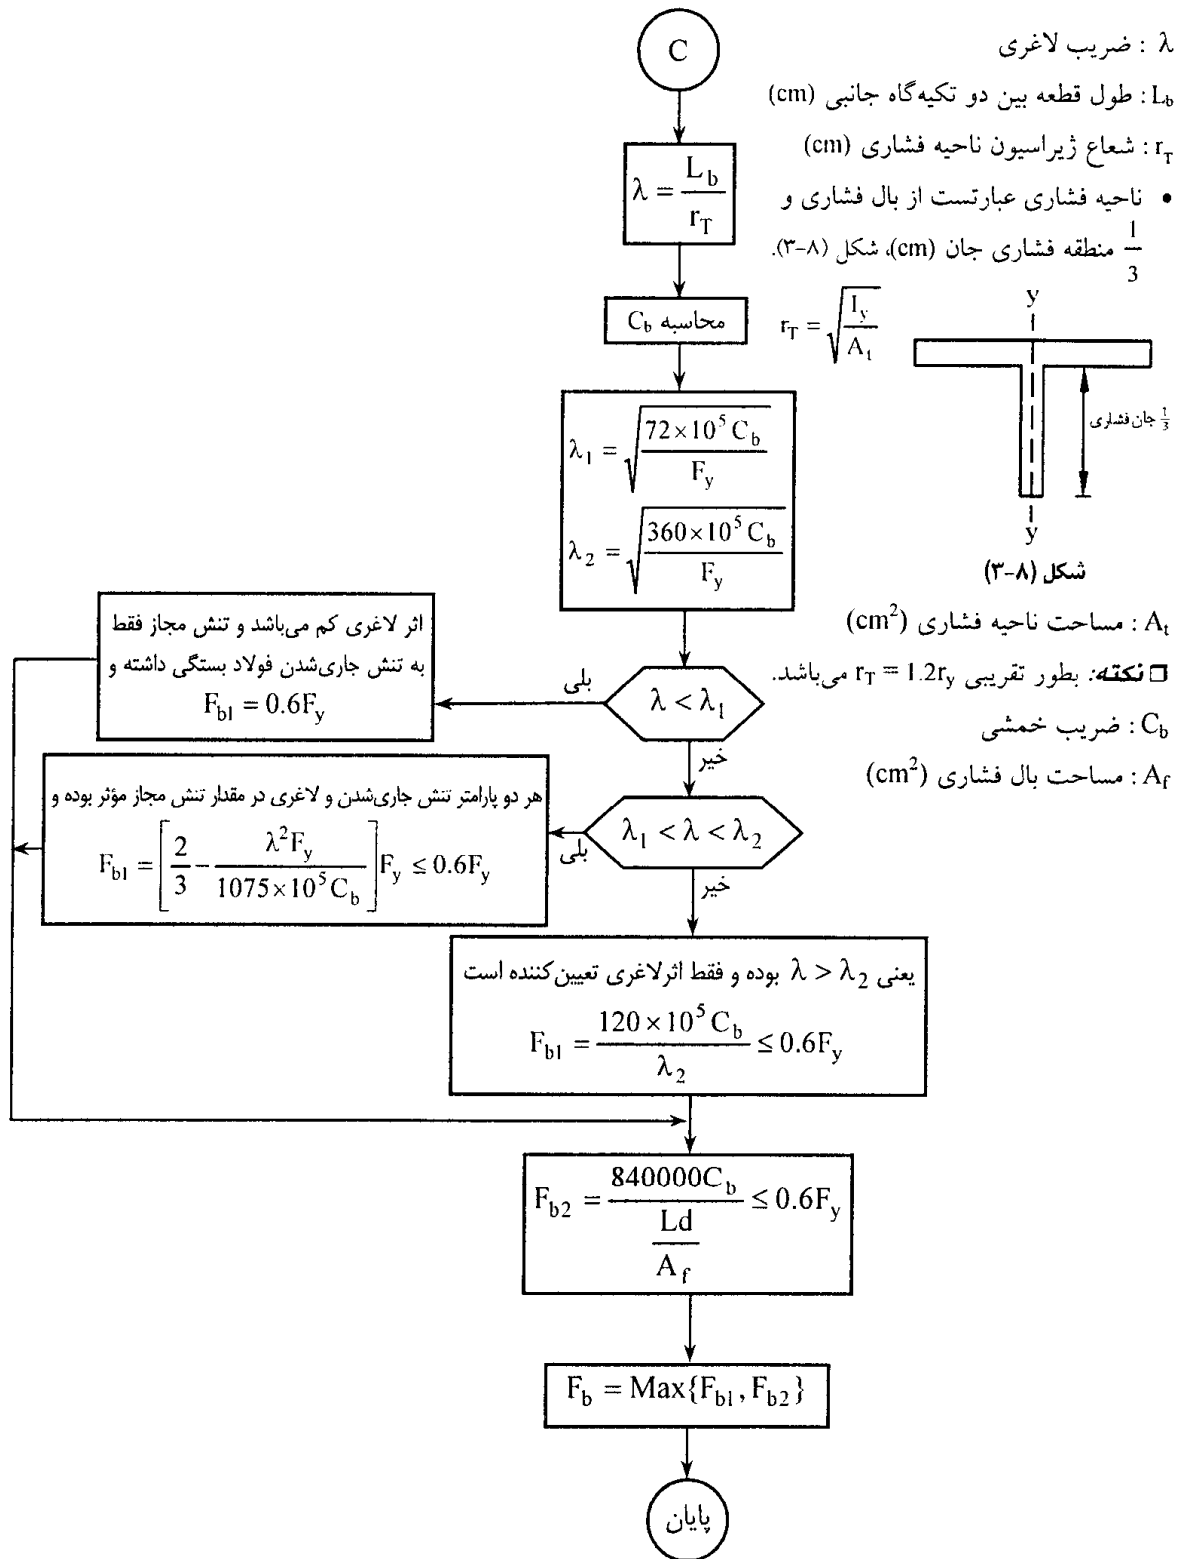 C
λ : ضریب لاغری
L_b : طول قطعه بین دو تکیه‌گاه جانبی (cm)
r_T : شعاع ژیراسیون ناحیه فشاری (cm)
• ناحیه فشاری عبارتست از بال فشاری و
1/3 منطقه فشاری جان (cm)، شکل (۸-۳).
λ = L_b / r_T
محاسبه C_b
r_T = √(I_y / A_t)
y
1/3 جان فشاری
y
شکل (۸-۳)
λ_1 = √(72×10^5 C_b / F_y)
λ_2 = √(360×10^5 C_b / F_y)
A_t : مساحت ناحیه فشاری (cm²)
❒ نکته: بطور تقریبی r_T = 1.2r_y می‌باشد.
C_b : ضریب خمشی
A_f : مساحت بال فشاری (cm²)
λ < λ_1
بلی
اثر لاغری کم می‌باشد و تنش مجاز فقط
به تنش جاری‌شدن فولاد بستگی داشته و
F_b1 = 0.6F_y
خیر
λ_1 < λ < λ_2
بلی
هر دو پارامتر تنش جاری‌شدن و لاغری در مقدار تنش مجاز مؤثر بوده و
F_b1 = [2/3 - λ²F_y / 1075×10^5 C_b] F_y ≤ 0.6F_y
خیر
یعنی λ > λ_2 بوده و فقط اثرلاغری تعیین‌کننده است
F_b1 = 120×10^5 C_b / λ_2 ≤ 0.6F_y
F_b2 = 840000C_b / (Ld / A_f) ≤ 0.6F_y
F_b = Max{F_b1, F_b2}
پایان